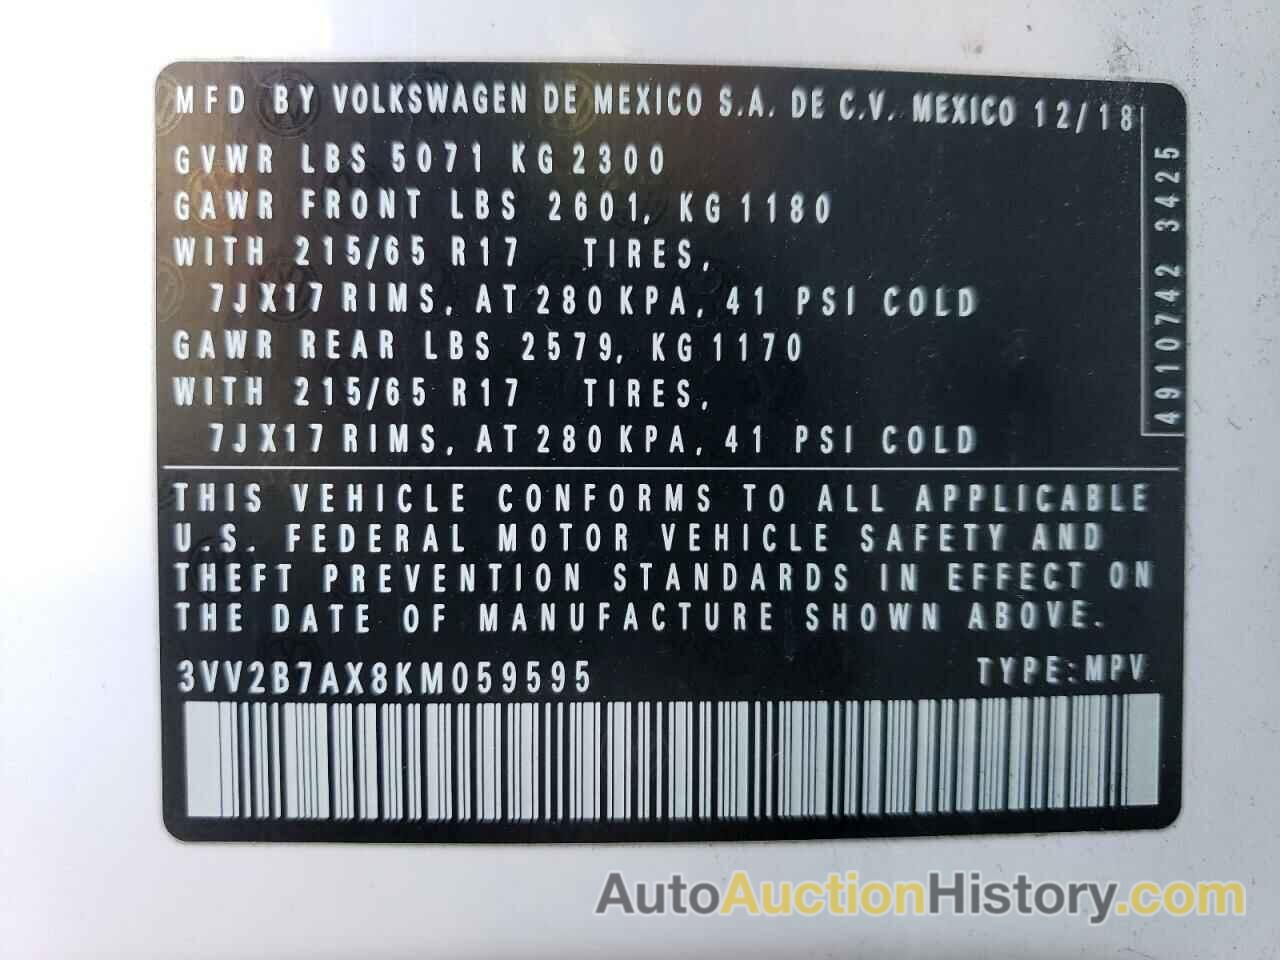 MFD BY VOLKSWAGEN DE MEXICO S.A. DE C.V. MEXICO 12/18
GVWR LBS 5071 KG 2300
GAWR FRONT LBS 2601, KG 1180
WITH 215/65 R17 TIRES,
7JX17 RIMS, AT 280 KPA, 41 PSI COLD
GAWR REAR LBS 2579, KG 1170
WITH 215/65 R17 TIRES,
7JX17 RIMS, AT 280 KPA, 41 PSI COLD
4910742 3425
THIS VEHICLE CONFORMS TO ALL APPLICABLE
U.S. FEDERAL MOTOR VEHICLE SAFETY AND
THEFT PREVENTION STANDARDS IN EFFECT ON
THE DATE OF MANUFACTURE SHOWN ABOVE.
3VV2B7AX8KM059595 TYPE: MPV
AutoAuctionHistory.com